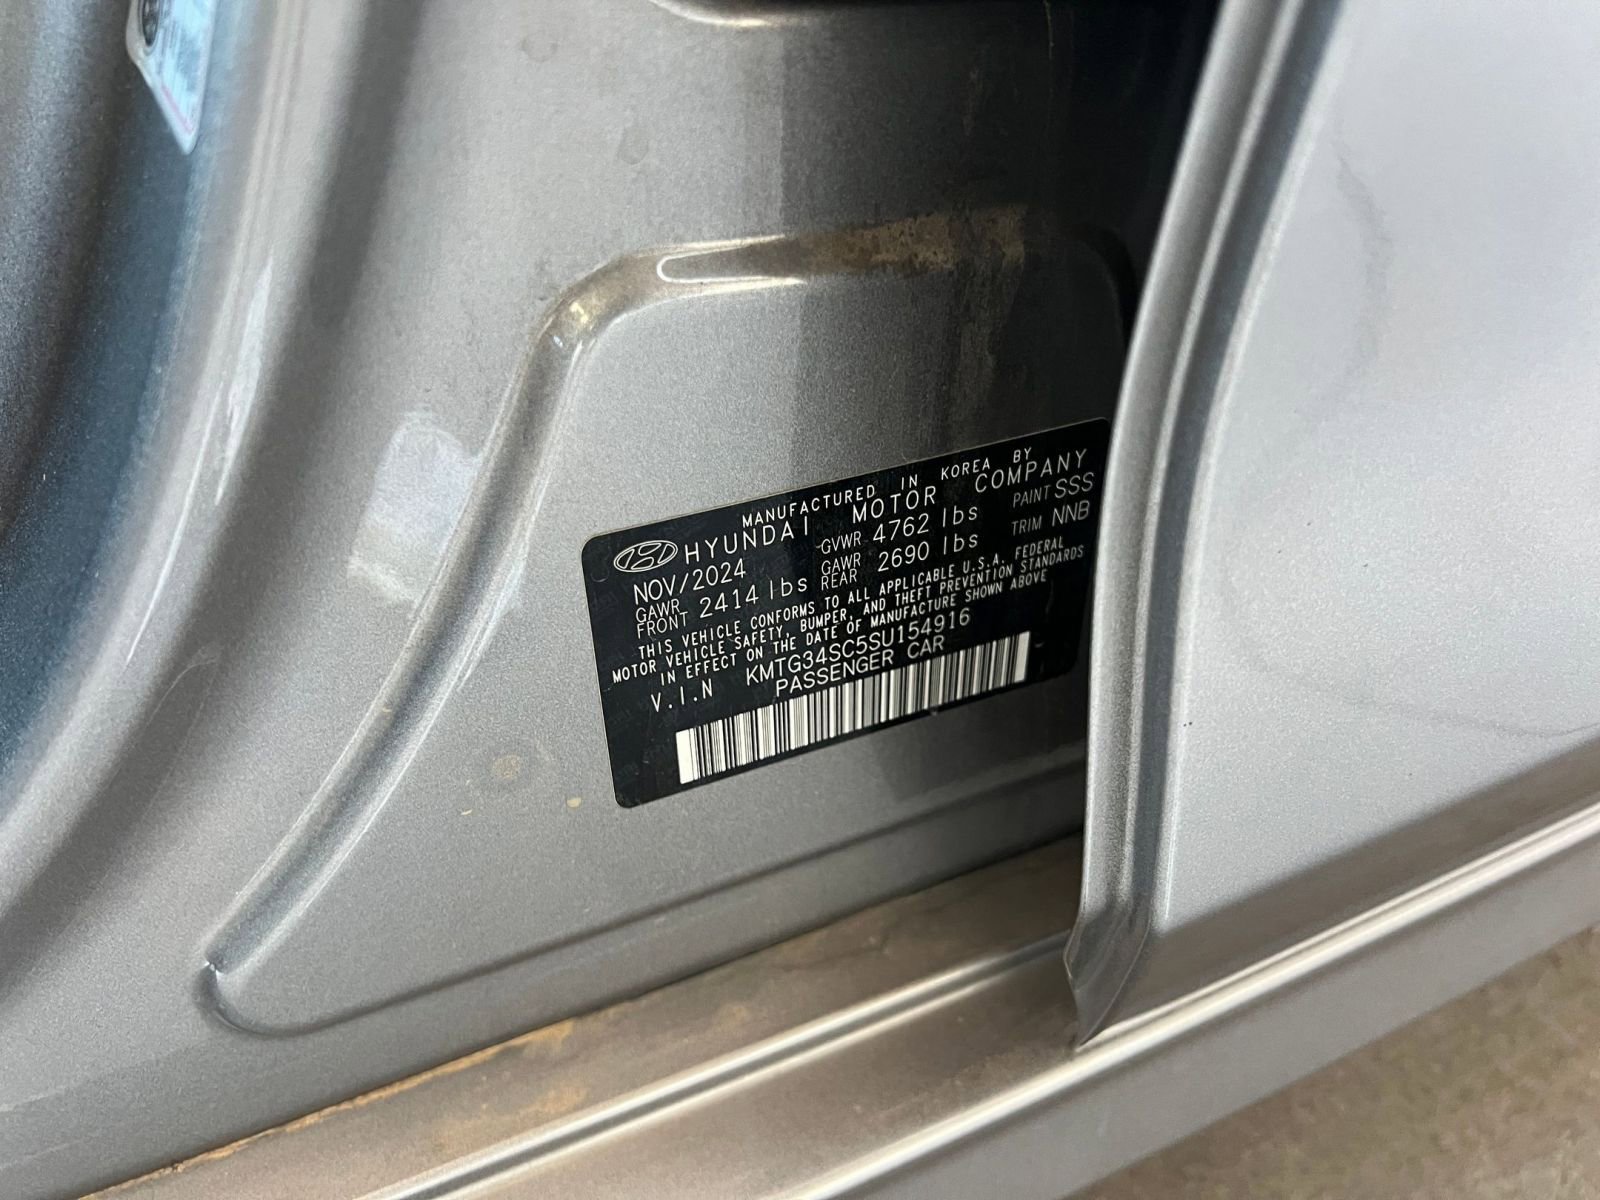 MANUFACTURED IN KOREA BY
HYUNDAI MOTOR COMPANY
NOV/2024 GVWR 4762 lbs PAINT SSS
GAWR FRONT 2414 lbs GAWR REAR 2690 lbs TRIM NNB
THIS VEHICLE CONFORMS TO ALL APPLICABLE U.S.A. FEDERAL
MOTOR VEHICLE SAFETY, BUMPER, AND THEFT PREVENTION STANDARDS
IN EFFECT ON THE DATE OF MANUFACTURE SHOWN ABOVE
V.I.N KMTG34SC5SU154916
PASSENGER CAR